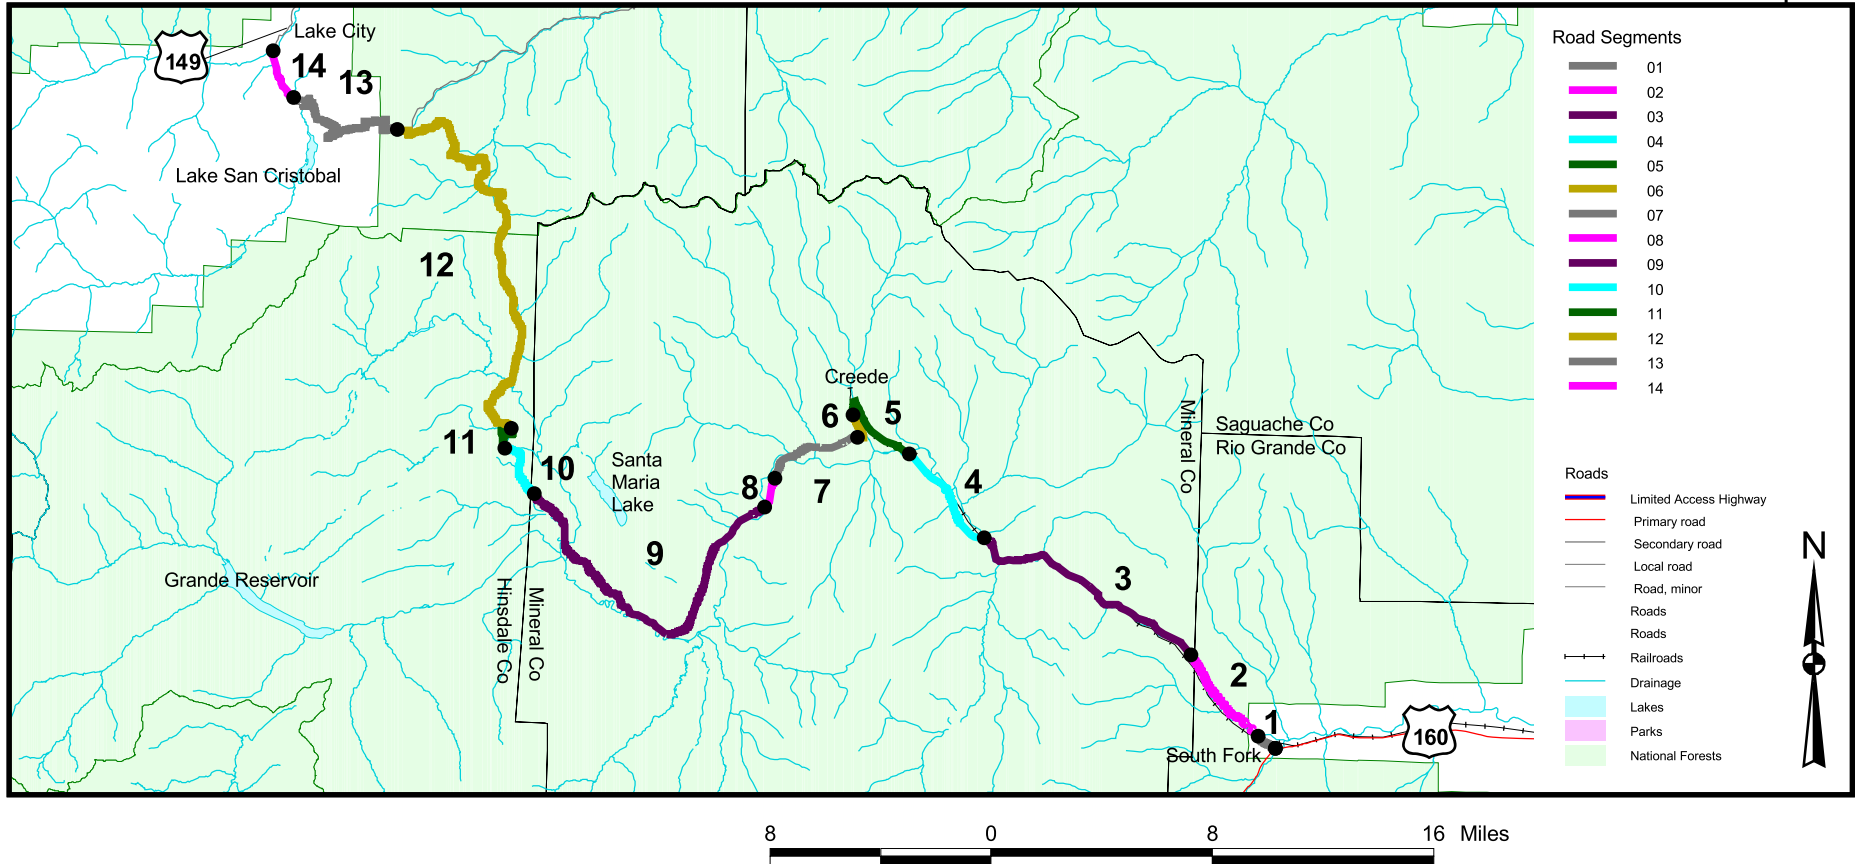 Lake City
149
14
13
Lake San Cristobal
12
Creede
6
5
11
10
Santa
Maria
Lake
8
7
4
9
3
Grande Reservoir
Hinsdale Co
Mineral Co
Mineral Co
Saguache Co
Rio Grande Co
2
1
South Fork
160
Road Segments
01
02
03
04
05
06
07
08
09
10
11
12
13
14
Roads
Limited Access Highway
Primary road
Secondary road
Local road
Road, minor
Roads
Roads
Railroads
Drainage
Lakes
Parks
National Forests
N
8 0 8 16 Miles